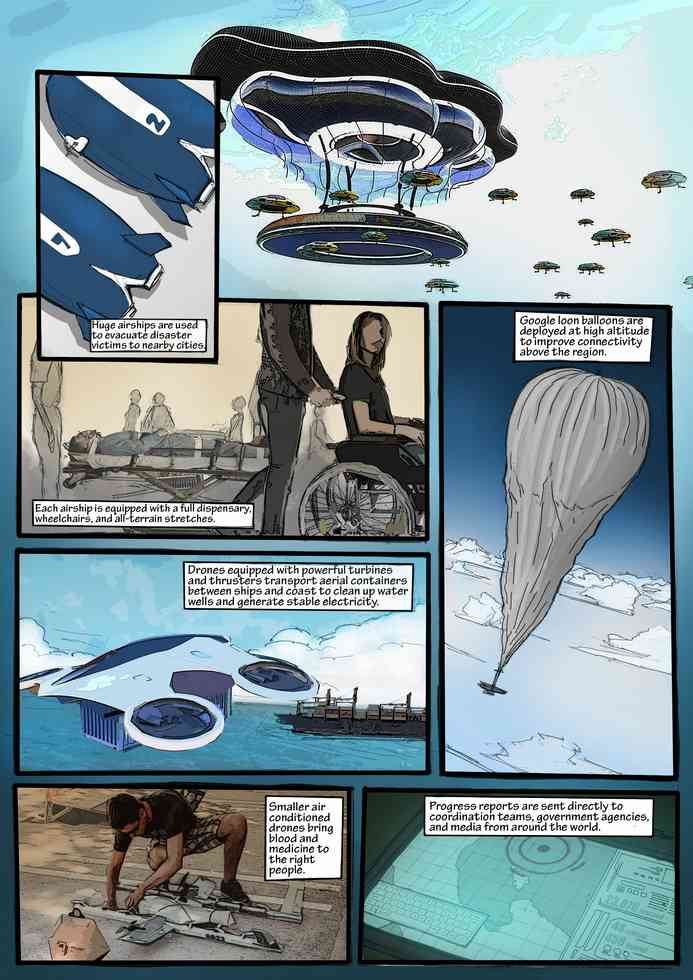 2
1
Huge airships are used
to evacuate disaster
victims to nearby cities.
Google loon balloons are
deployed at high altitude
to improve connectivity
above the region.
Each airship is equipped with a full dispensary,
wheelchairs, and all-terrain stretches.
Drones equipped with powerful turbines
and thrusters transport aerial containers
between ships and coast to clean up water
wells and generate stable electricity.
Smaller air
conditioned
drones bring
blood and
medicine to
the right
people.
Progress reports are sent directly to
coordination teams, government agencies,
and media from around the world.